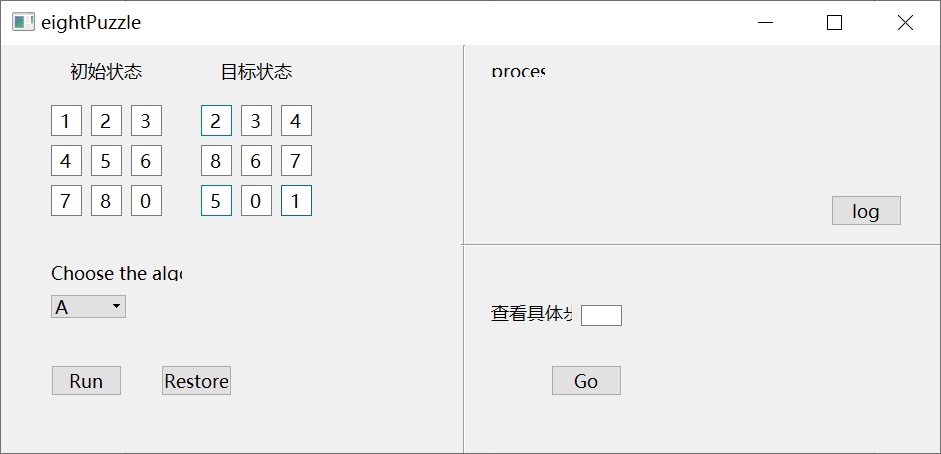 eightPuzzle
初始状态 目标状态
1 2 3 2 3 4
4 5 6 8 6 7
7 8 0 5 0 1
Choose the algo
A
Run Restore
proces
log
查看具体步
Go